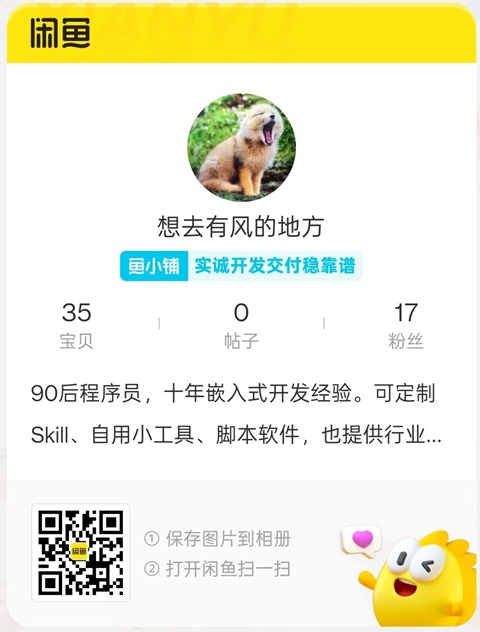 XIANYU
闲鱼
想去有风的地方
鱼小铺 实诚开发交付稳靠谱
35 0 17
宝贝 帖子 粉丝
90后程序员，十年嵌入式开发经验。可定制
Skill、自用小工具、脚本软件，也提供行业...
闲鱼
① 保存图片到相册
② 打开闲鱼扫一扫